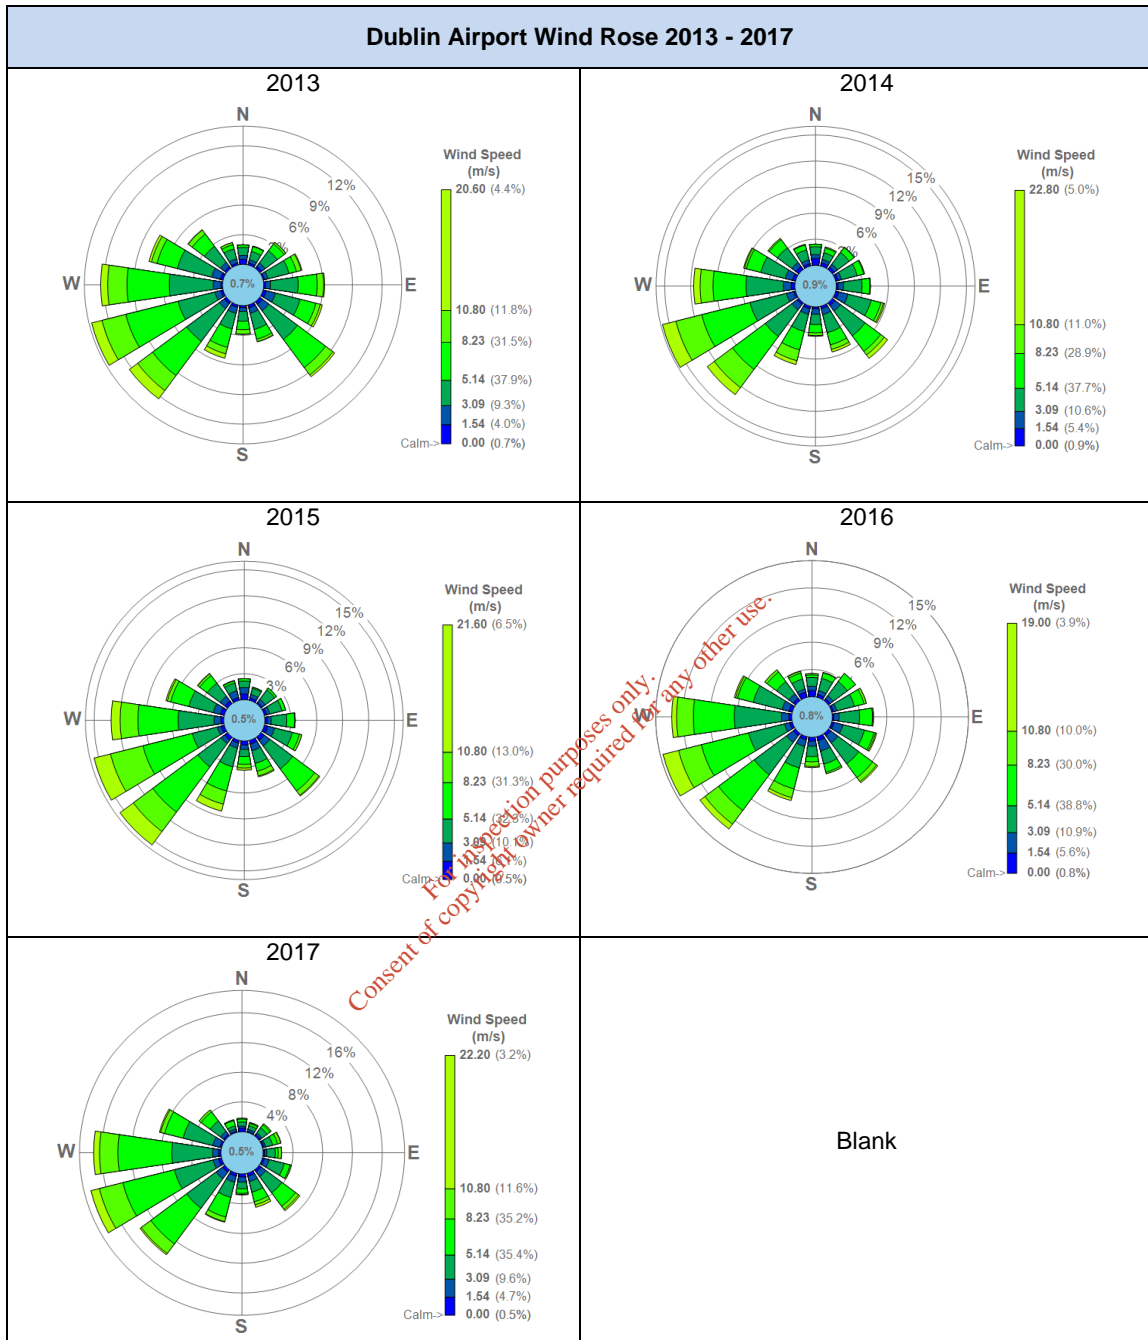 Dublin Airport Wind Rose 2013 - 2017
2013
N
W
E
S
12%
9%
6%
0.7%
Wind Speed
(m/s)
20.60 (4.4%)
10.80 (11.8%)
8.23 (31.5%)
5.14 (37.9%)
3.09 (9.3%)
1.54 (4.0%)
Calm-> 0.00 (0.7%)
2014
N
W
E
S
15%
12%
9%
6%
0.9%
Wind Speed
(m/s)
22.80 (5.0%)
10.80 (11.0%)
8.23 (28.9%)
5.14 (37.7%)
3.09 (10.6%)
1.54 (5.4%)
Calm-> 0.00 (0.9%)
2015
N
W
E
S
15%
12%
9%
6%
3%
0.5%
Wind Speed
(m/s)
21.60 (6.5%)
10.80 (13.0%)
8.23 (31.3%)
5.14
3.09 (10.1%)
1.54
Calm-> 0.00 (0.5%)
2016
N
W
E
S
15%
12%
9%
6%
0.8%
Wind Speed
(m/s)
19.00 (3.9%)
10.80 (10.0%)
8.23 (30.0%)
5.14 (38.8%)
3.09 (10.9%)
1.54 (5.6%)
Calm-> 0.00 (0.8%)
For inspection purposes only.
Consent of copyright owner required for any other use.
2017
N
W
E
S
16%
12%
8%
4%
0.5%
Wind Speed
(m/s)
22.20 (3.2%)
10.80 (11.6%)
8.23 (35.2%)
5.14 (35.4%)
3.09 (9.6%)
1.54 (4.7%)
Calm-> 0.00 (0.5%)
Blank